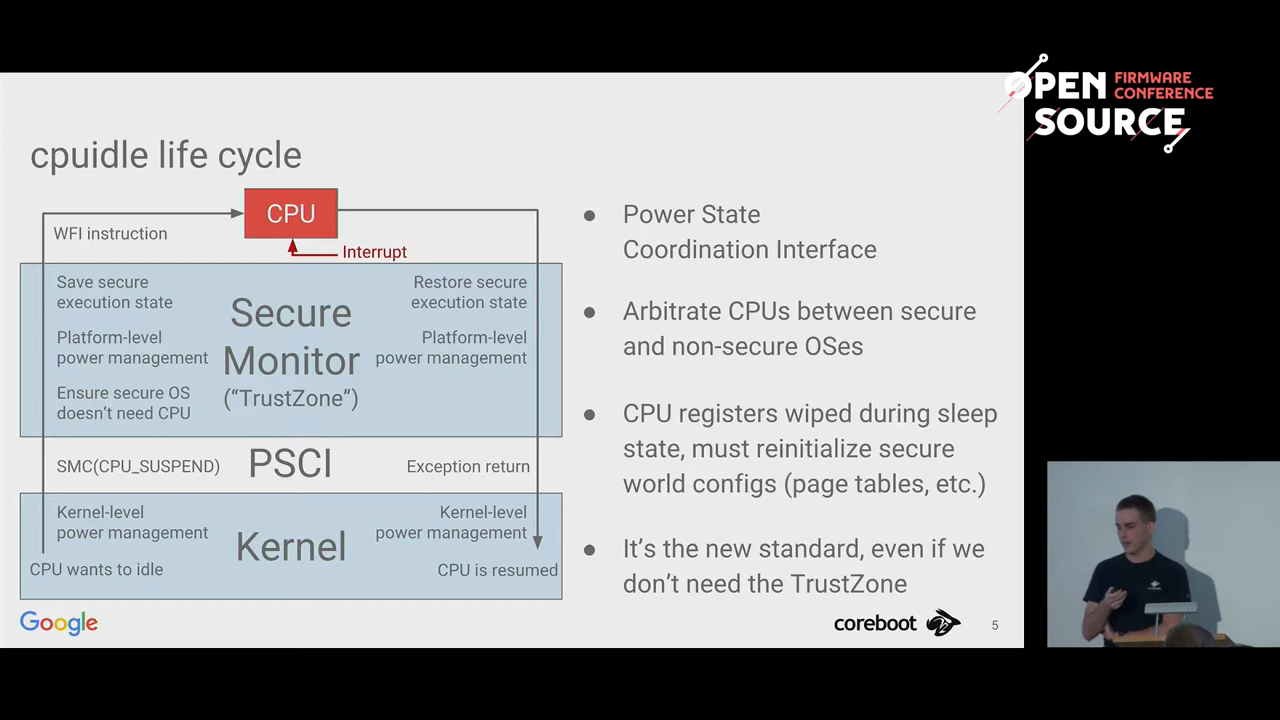 OPEN FIRMWARE CONFERENCE SOURCE
cpuidle life cycle
CPU
WFI instruction
Interrupt
Save secure
execution state
Platform-level
power management
Ensure secure OS
doesn't need CPU
Secure
Monitor
("TrustZone")
Restore secure
execution state
Platform-level
power management
SMC(CPU_SUSPEND)
PSCI
Exception return
Kernel-level
power management
CPU wants to idle
Kernel
Kernel-level
power management
CPU is resumed
● Power State
Coordination Interface
● Arbitrate CPUs between secure
and non-secure OSes
● CPU registers wiped during sleep
state, must reinitialize secure
world configs (page tables, etc.)
● It's the new standard, even if we
don't need the TrustZone
Google
coreboot
5